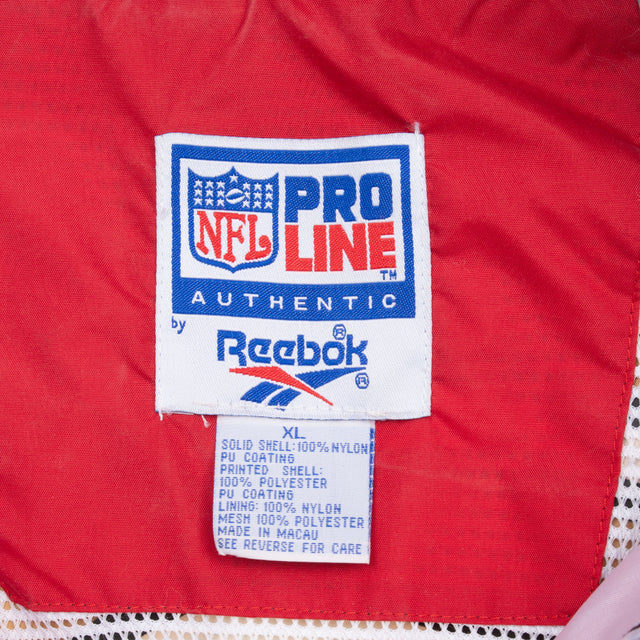 NFL
PRO
LINE
TM
AUTHENTIC
by
Reebok®
®
XL
SOLID SHELL:100% NYLON
PU COATING
PRINTED SHELL:
100% POLYESTER
PU COATING
LINING: 100% NYLON
MESH 100% POLYESTER
MADE IN MACAU
SEE REVERSE FOR CARE